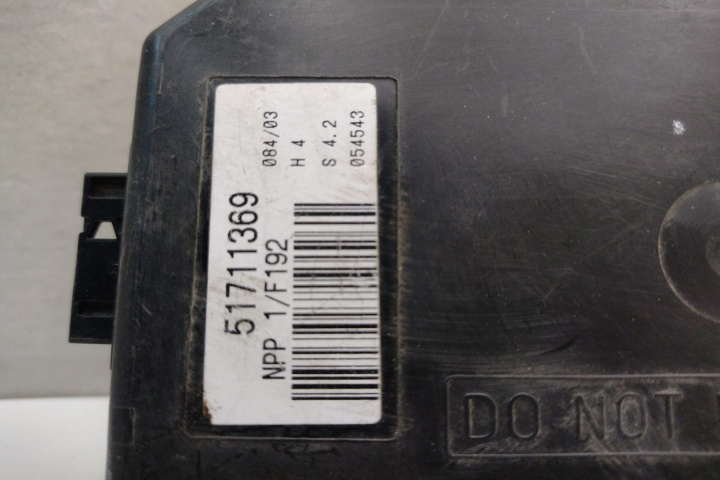 51711369
NPP 1/F192
084/03
H 4
S 4.2
054543
DO NOT